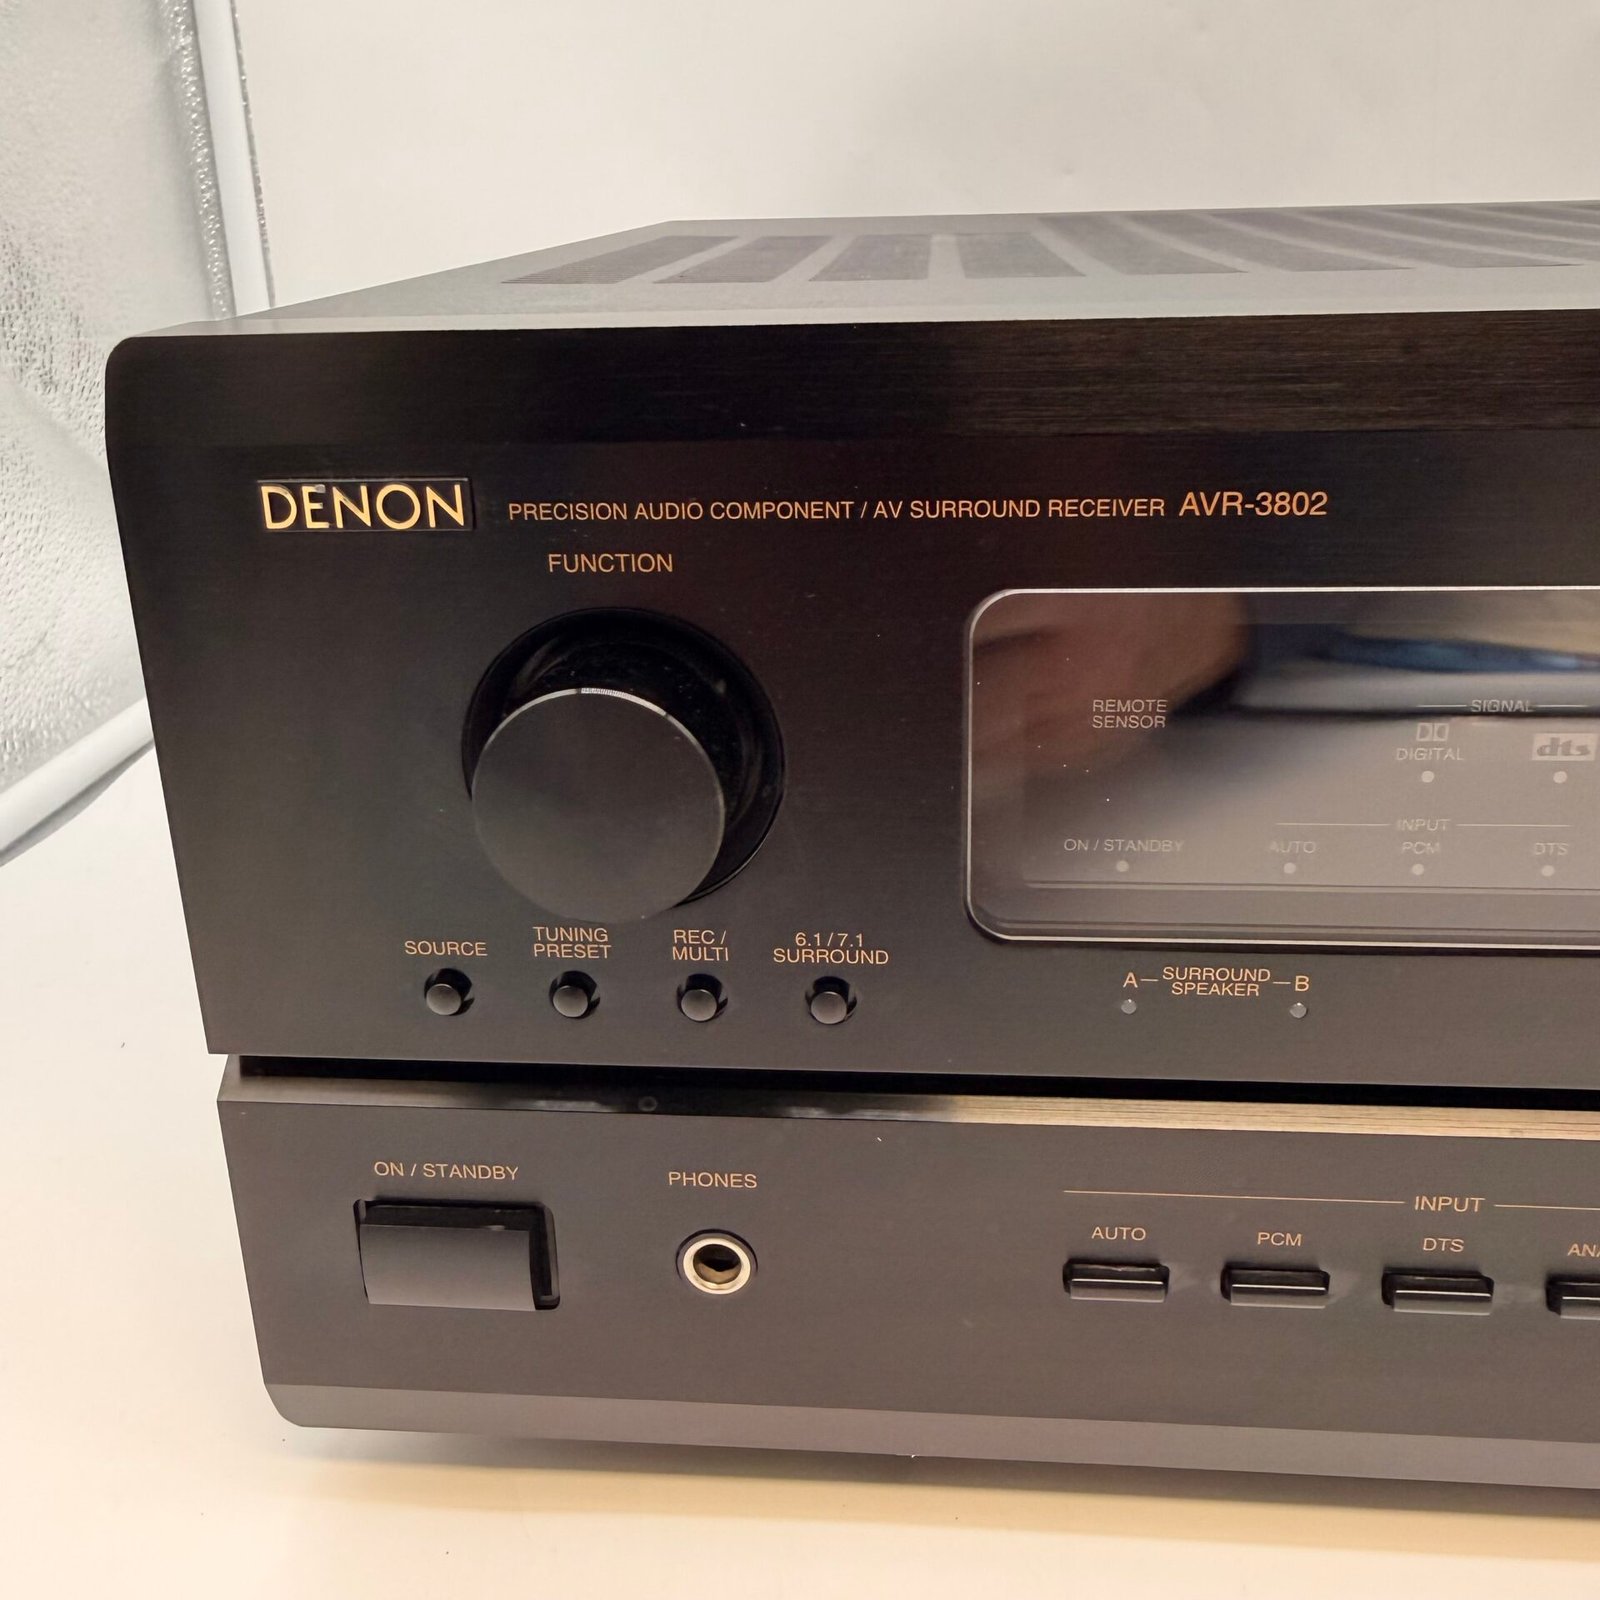 DENON PRECISION AUDIO COMPONENT / AV SURROUND RECEIVER AVR-3802
FUNCTION
REMOTE
SENSOR
SIGNAL
DIGITAL
dts
INPUT
ON / STANDBY AUTO PCM DTS
SOURCE
TUNING
PRESET
REC /
MULTI
6.1 / 7.1
SURROUND
A – SURROUND SPEAKER – B
ON / STANDBY
PHONES
INPUT
AUTO PCM DTS